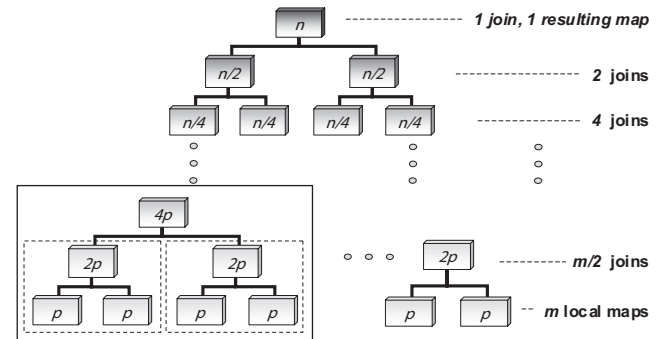 n
1 join, 1 resulting map
n/2 n/2
2 joins
n/4 n/4 n/4 n/4
4 joins
4p
2p 2p 2p
m/2 joins
p p p p p p
m local maps